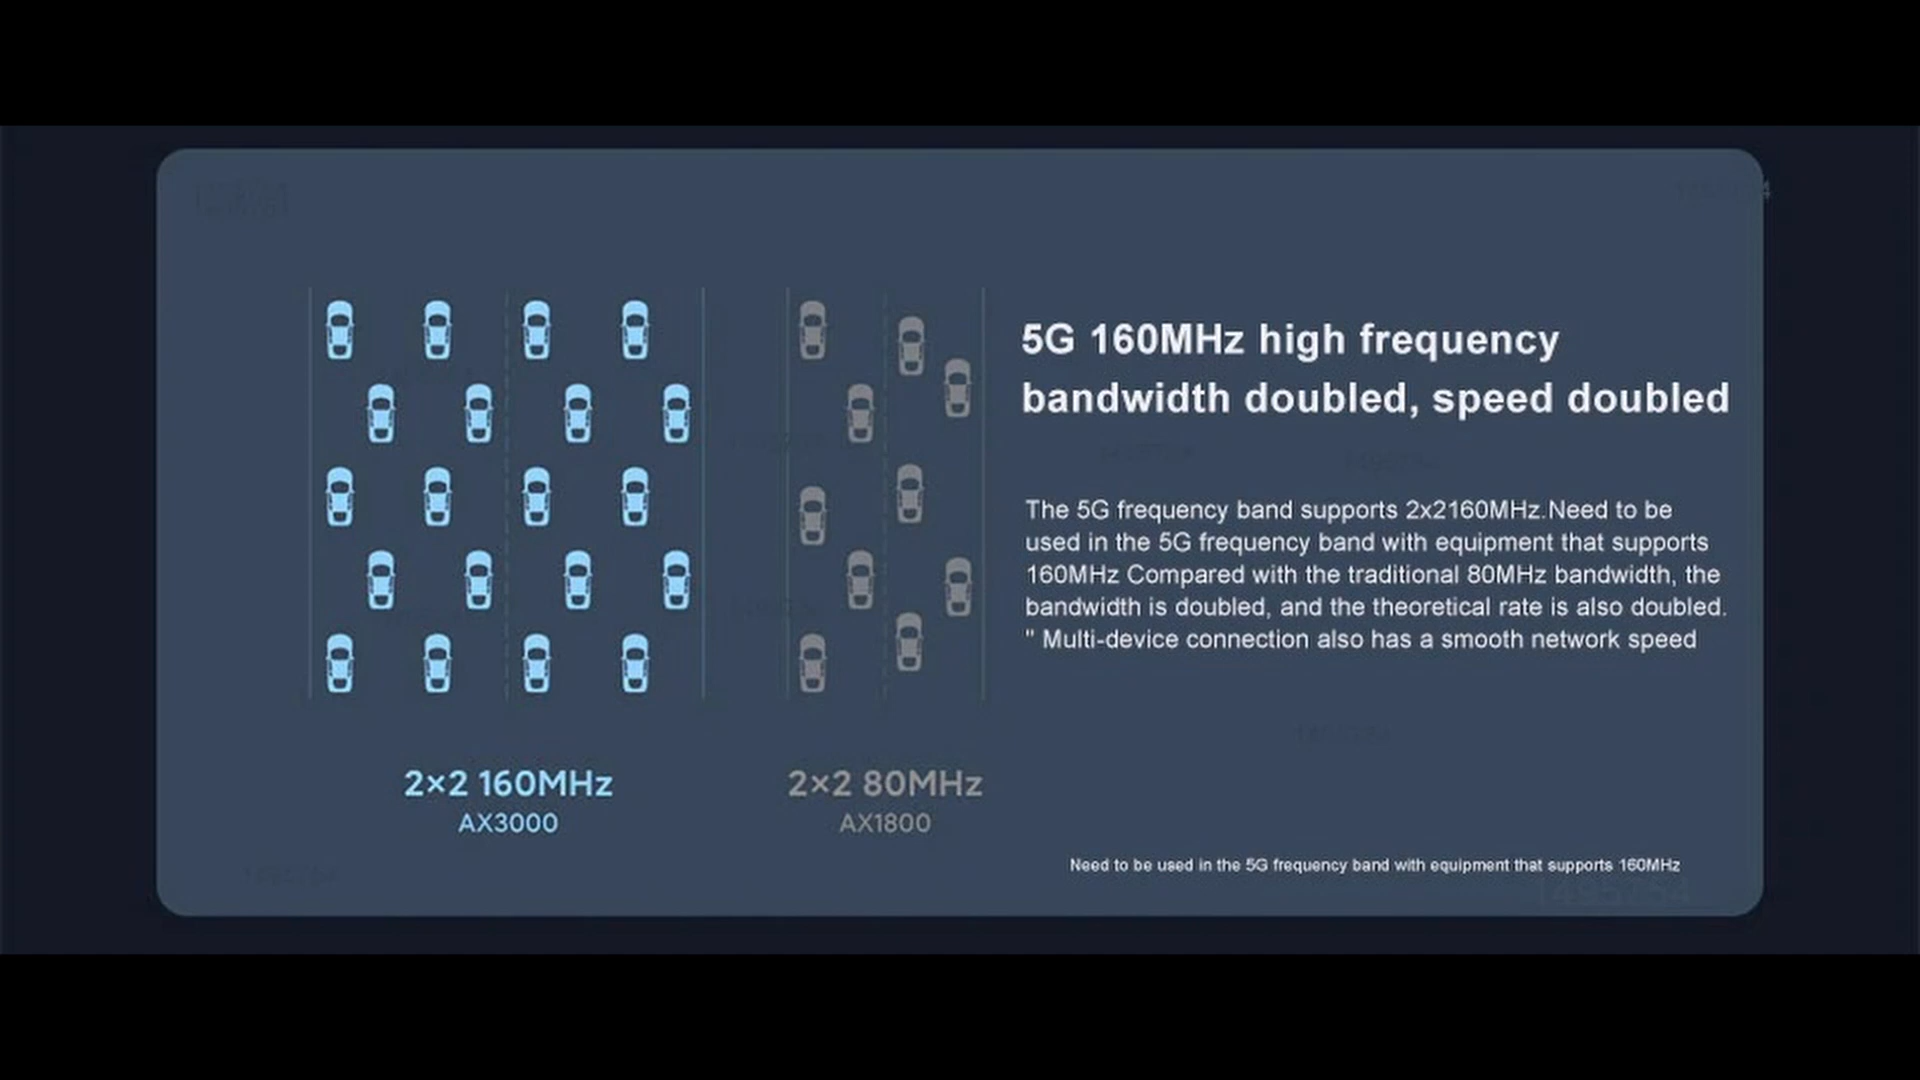 5G 160MHz high frequency
bandwidth doubled, speed doubled
The 5G frequency band supports 2x2160MHz.Need to be
used in the 5G frequency band with equipment that supports
160MHz Compared with the traditional 80MHz bandwidth, the
bandwidth is doubled, and the theoretical rate is also doubled.
" Multi-device connection also has a smooth network speed
2×2 160MHz
AX3000
2×2 80MHz
AX1800
Need to be used in the 5G frequency band with equipment that supports 160MHz